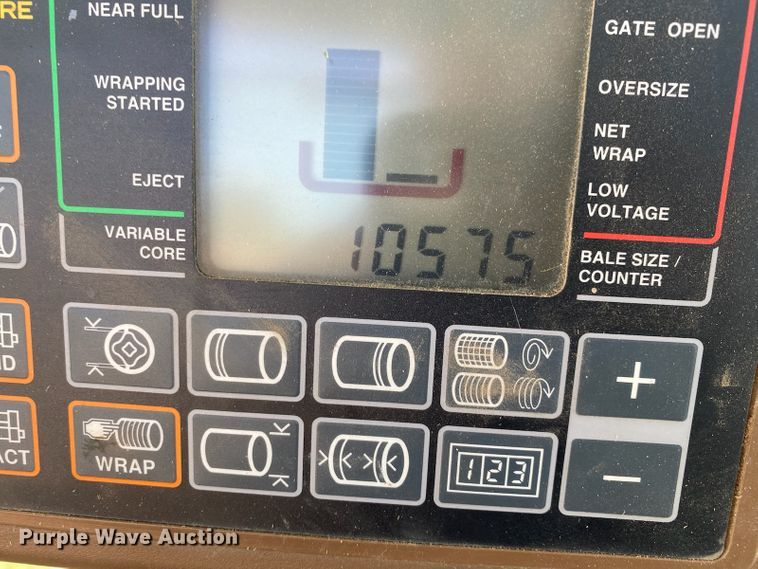 RE
NEAR FULL
WRAPPING
STARTED
EJECT
VARIABLE
CORE
GATE OPEN
OVERSIZE
NET
WRAP
LOW
VOLTAGE
BALE SIZE /
COUNTER
10575
ND
ACT
WRAP
123
+
−
Purple Wave Auction